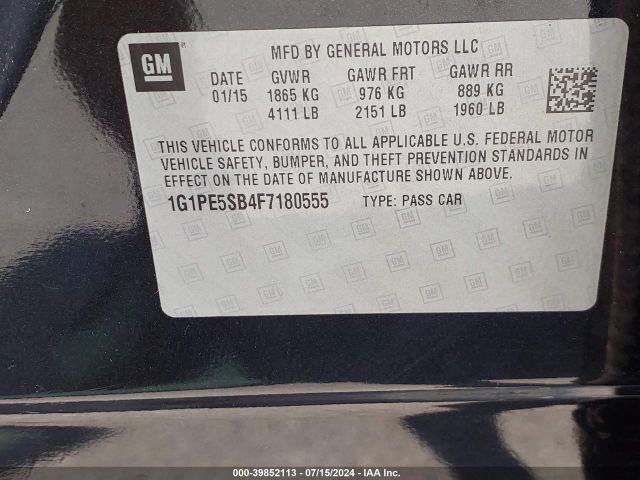 GM
MFD BY GENERAL MOTORS LLC
DATE GVWR GAWR FRT GAWR RR
01/15 1865 KG 976 KG 889 KG
4111 LB 2151 LB 1960 LB
THIS VEHICLE CONFORMS TO ALL APPLICABLE U.S. FEDERAL MOTOR
VEHICLE SAFETY, BUMPER, AND THEFT PREVENTION STANDARDS IN
EFFECT ON THE DATE OF MANUFACTURE SHOWN ABOVE.
1G1PE5SB4F7180555 TYPE: PASS CAR
000-39852113 - 07/15/2024 - IAA Inc.